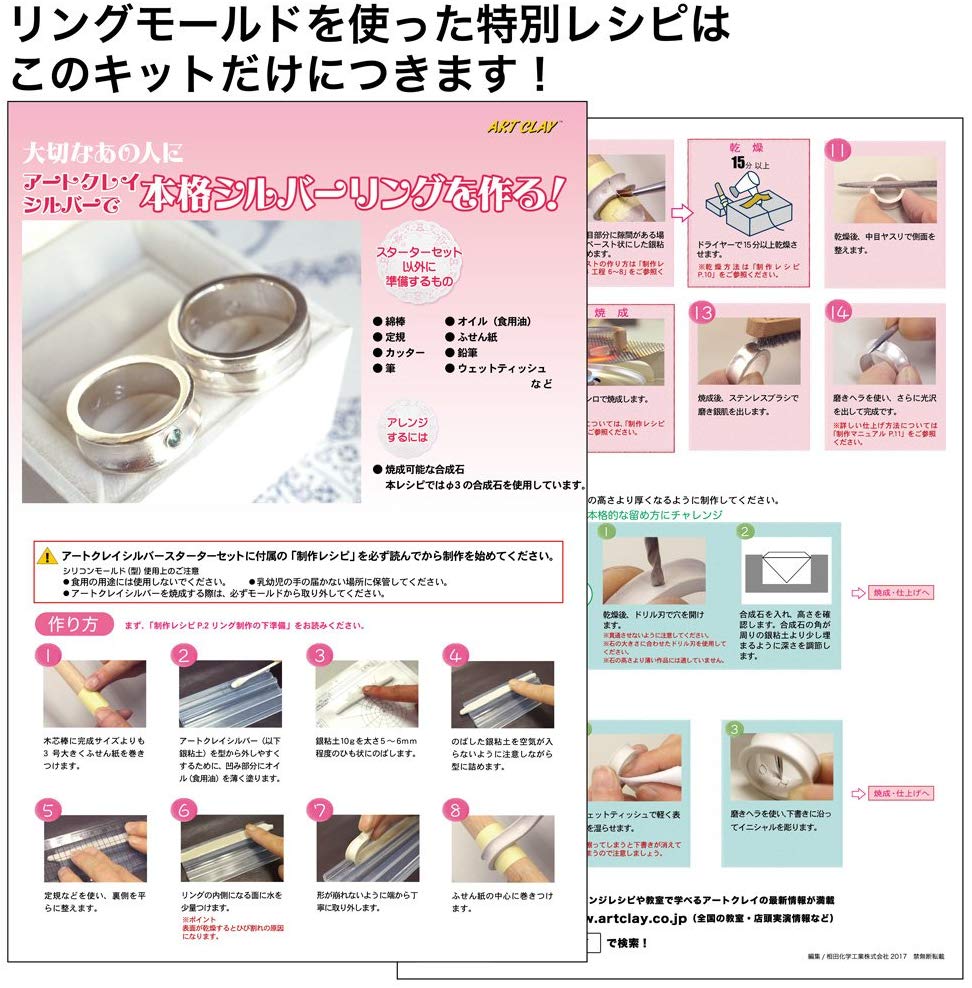 リングモールドを使った特別レシピは
このキットだけにつきます！
ART CLAY
大切なあの人に
アートクレイ
シルバーで
本格シルバーリングを作る！
スターターセット
以外に
準備するもの
●綿棒
●定規
●カッター
●筆
●オイル（食用油）
●ふせん紙
●鉛筆
●ウェットティッシュ
など
アレンジ
するには
●焼成可能な合成石
本レシピではφ3の合成石を使用しています。
アートクレイシルバースターターセットに付属の「制作レシピ」を必ず読んでから制作を始めてください。
シリコンモールド（型）使用上のご注意
●食用の用途には使用しないでください。　●乳幼児の手の届かない場所に保管してください。
●アートクレイシルバーを焼成する際は、必ずモールドから取り外してください。
作り方
まず、「制作レシピ P.2 リング制作の下準備」をお読みください。
1
木芯棒に完成サイズよりも
3 号大きくふせん紙を巻き
つけます。
2
アートクレイシルバー（以下
銀粘土）を型から外しやすく
するために、凹み部分にオイ
ル（食用油）を薄く塗ります。
3
銀粘土10gを太さ5～6mm
程度のひも状にのばします。
4
のばした銀粘土を空気が入
らないように注意しながら
型に詰めます。
5
定規などを使い、裏側を平
らに整えます。
6
リングの内側になる面に水を
少量つけます。
※ポイント
表面が乾燥するとひび割れの原因
になります。
7
形が崩れないように端から丁
寧に取り外します。
8
ふせん紙の中心に巻きつけ
ます。
目部分に隙間がある場
ペースト状にした銀粘
めます。
ストの作り方は「制作レ
工程 6～8」をご参照く
乾 燥
15分以上
ドライヤーで15分以上乾燥さ
せます。
※乾燥方法は「制作レシピ
P.10」をご参照ください。
11
乾燥後、中目ヤスリで側面を
整えます。
焼 成
ンロで焼成します。
については、「制作レシピ
ご参照ください。
13
焼成後、ステンレスブラシで
磨き銀肌を出します。
14
磨きヘラを使い、さらに光沢
を出して完成です。
※詳しい仕上げ方法については
「制作マニュアル P.11」をご参照
ください。
の高さより厚くなるように制作してください。
本格的な留め方にチャレンジ
1
乾燥後、ドリル刃で穴を開け
ます。
※貫通させないように注意してください。
※石の大きさに合わせたドリル刃を使用して
ください。
※石の高さより薄い作品には適していません。
2
合成石を入れ、高さを確
認します。合成石の角が
周りの銀粘土より少し埋
まるように深さを調節し
ます。
焼成・仕上げへ
ェットティッシュで軽く表
を湿らせます。
擦ってしまうと下書きが消えて
まうので注意しましょう。
3
磨きヘラを使い、下書きに沿っ
てイニシャルを彫ります。
焼成・仕上げへ
ンジレシピや教室で学べるアートクレイの最新情報が満載
w.artclay.co.jp（全国の教室・店頭実演情報など）
で検索！
編集／相田化学工業株式会社 2017　禁無断転載